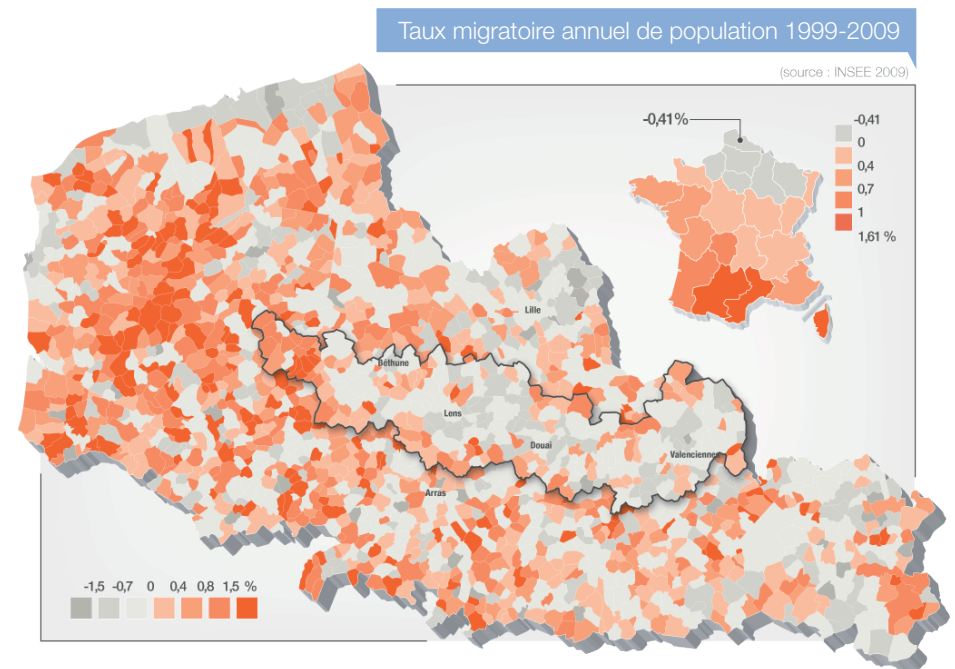 Taux migratoire annuel de population 1999-2009
(source : INSEE 2009)
-0,41%
-0,41
0
0,4
0,7
1
1,61 %
Lille
Béthune
Lens
Douai
Valenciennes
Arras
-1,5 -0,7 0 0,4 0,8 1,5 %